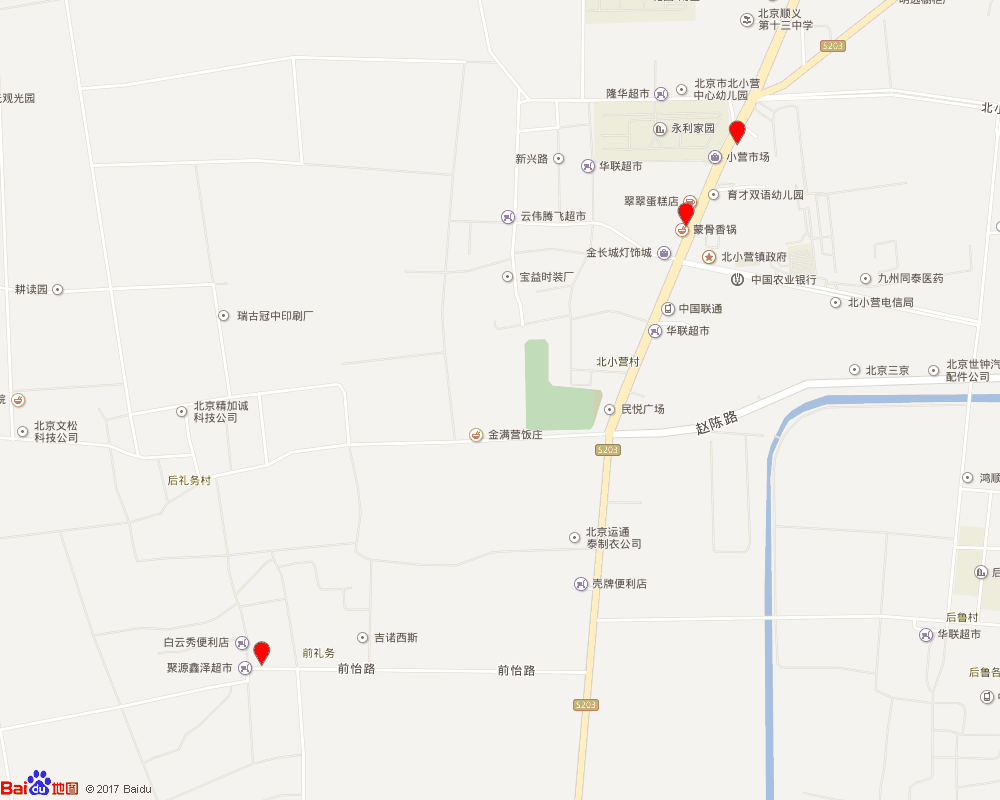 北京顺义
第十三中学
S203
观光园
隆华超市
北京市北小营
中心幼儿园
永利家园
小营市场
新兴路
华联超市
育才双语幼儿园
翠翠蛋糕店
云伟腾飞超市
蒙骨香锅
金长城灯饰城
北小营镇政府
宝益时装厂
中国农业银行
九州同泰医药
耕读园
北小营电信局
瑞古冠中印刷厂
中国联通
华联超市
北小营村
北京三京
北京世钟汽
配件公司
北京精加诚
科技公司
民悦广场
赵陈路
北京文松
科技公司
金满营饭庄
S203
后礼务村
鸿顺
北京运通
泰制衣公司
壳牌便利店
后鲁村
华联超市
白云秀便利店
吉诺西斯
前礼务
聚源鑫泽超市
前怡路
前怡路
后鲁各
S203
Bai du 地图
© 2017 Baidu